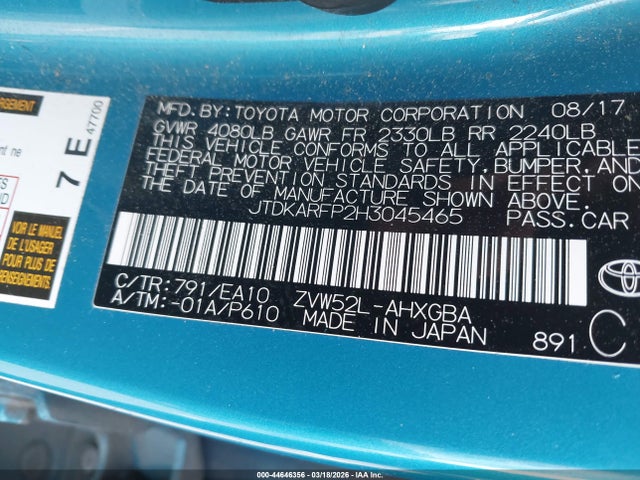 MFD.BY:TOYOTA MOTOR CORPORATION 08/17
GVWR 4080LB GAWR FR 2330LB RR 2240LB
THIS VEHICLE CONFORMS TO ALL APPLICABLE
FEDERAL MOTOR VEHICLE SAFETY,BUMPER,AND
THEFT PREVENTION STANDARDS IN EFFECT ON
THE DATE OF MANUFACTURE SHOWN ABOVE.
JTDKARFP2H3045465 PASS.CAR
C/TR:791/EA10 ZVW52L-AHXGBA
A/TM:-01A/P610 MADE IN JAPAN 891 C
TOYOTA
7 E 47700
VOIR LE MANUEL
DE L'USAGER
POUR PLUS DE
RENSEIGNEMENTS
000-44646356 | 03/18/2026 | IAA Inc.